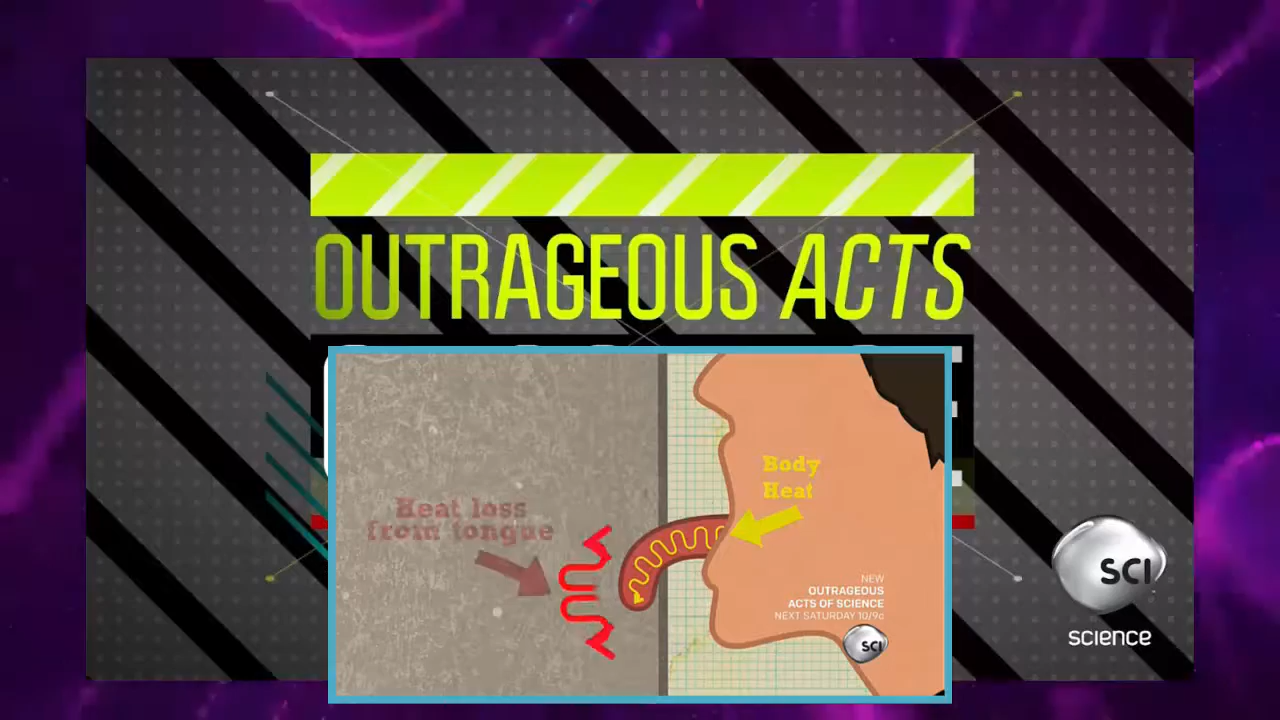 OUTRAGEOUS ACTS
Body
Heat
Heat loss
from tongue
NEW
OUTRAGEOUS
ACTS OF SCIENCE
NEXT SATURDAY 10/9c
SCI
SCI
science